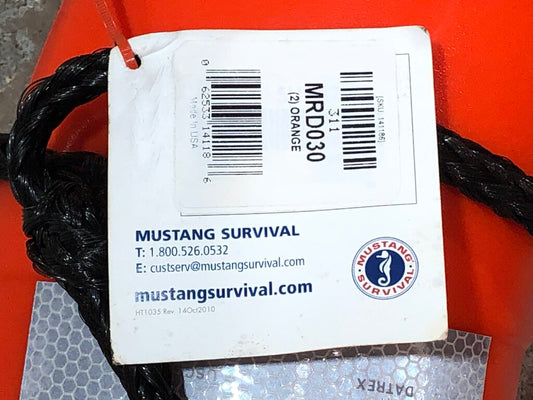 0 62533 14118 6
Made in USA
MRD030
(2) ORANGE
311
(SKU 141186)
MUSTANG SURVIVAL
T: 1.800.526.0532
E: custserv@mustangsurvival.com
mustangsurvival.com
HT1035 Rev. 14Oct2010
MUSTANG
SURVIVAL
DATREX